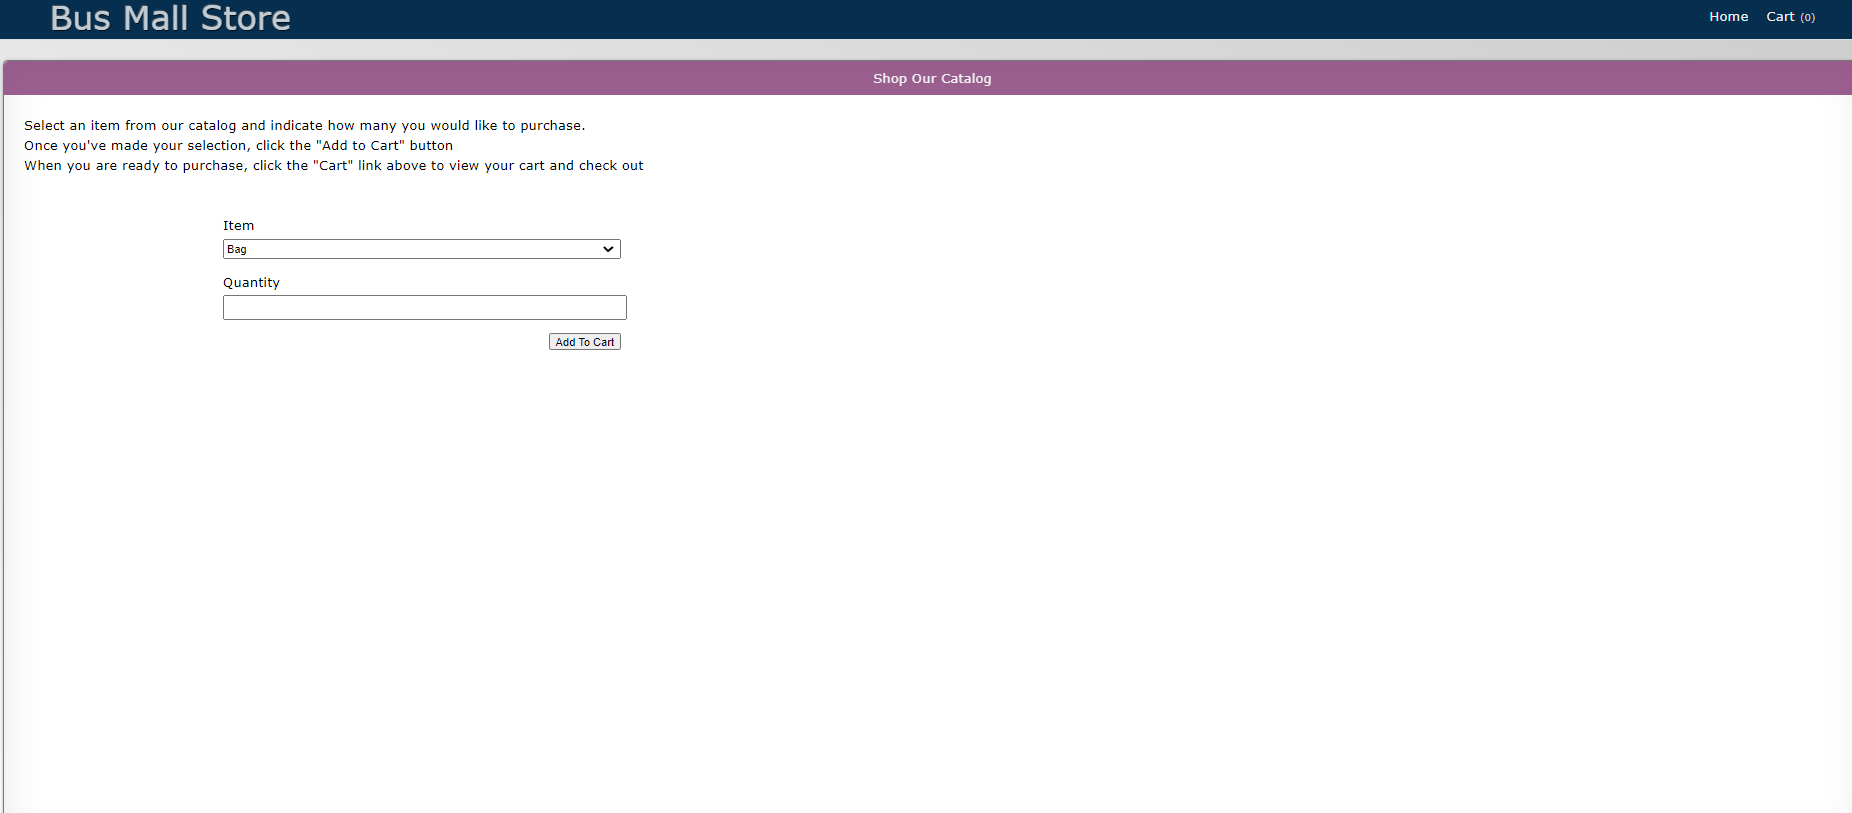 Bus Mall Store
Home Cart (0)
Shop Our Catalog
Select an item from our catalog and indicate how many you would like to purchase.
Once you've made your selection, click the "Add to Cart" button
When you are ready to purchase, click the "Cart" link above to view your cart and check out
Item
Bag
Quantity
Add To Cart